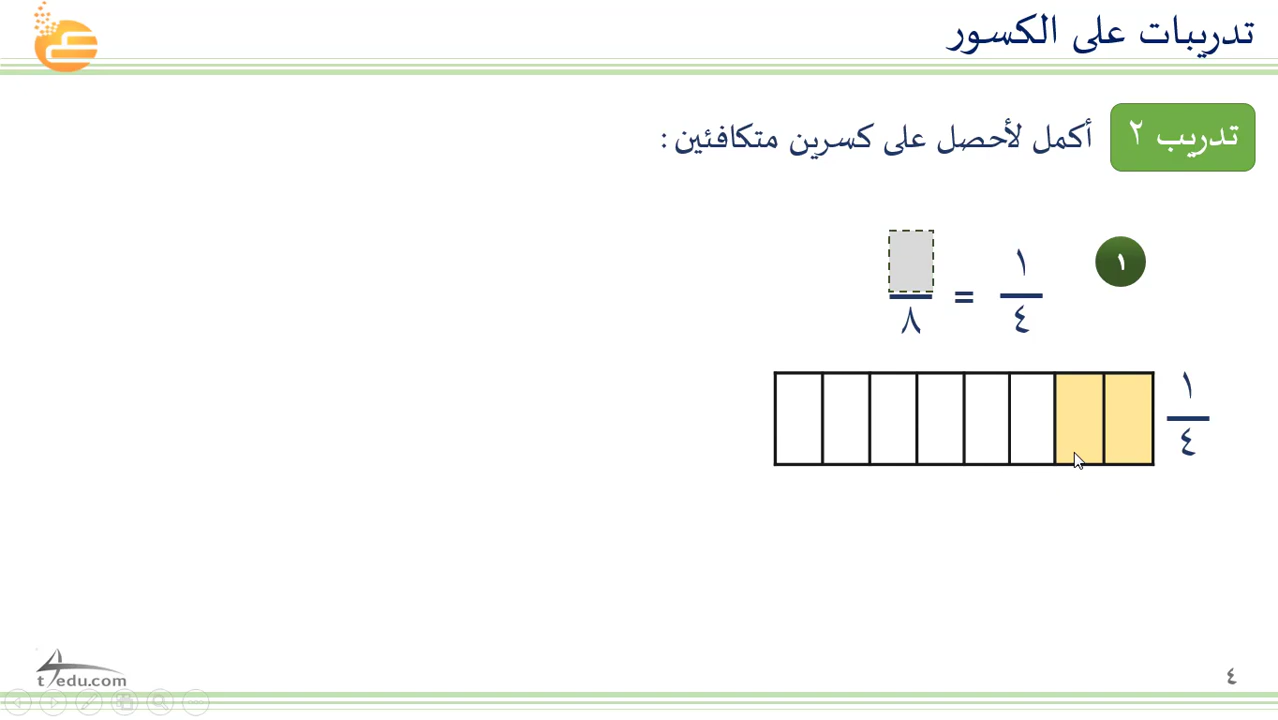 تدريبات على الكسور
تدريب ٢
أكمل لأحصل على كسرين متكافئين :
١
١
٤
=
٨
١
٤
t4edu.com
٤